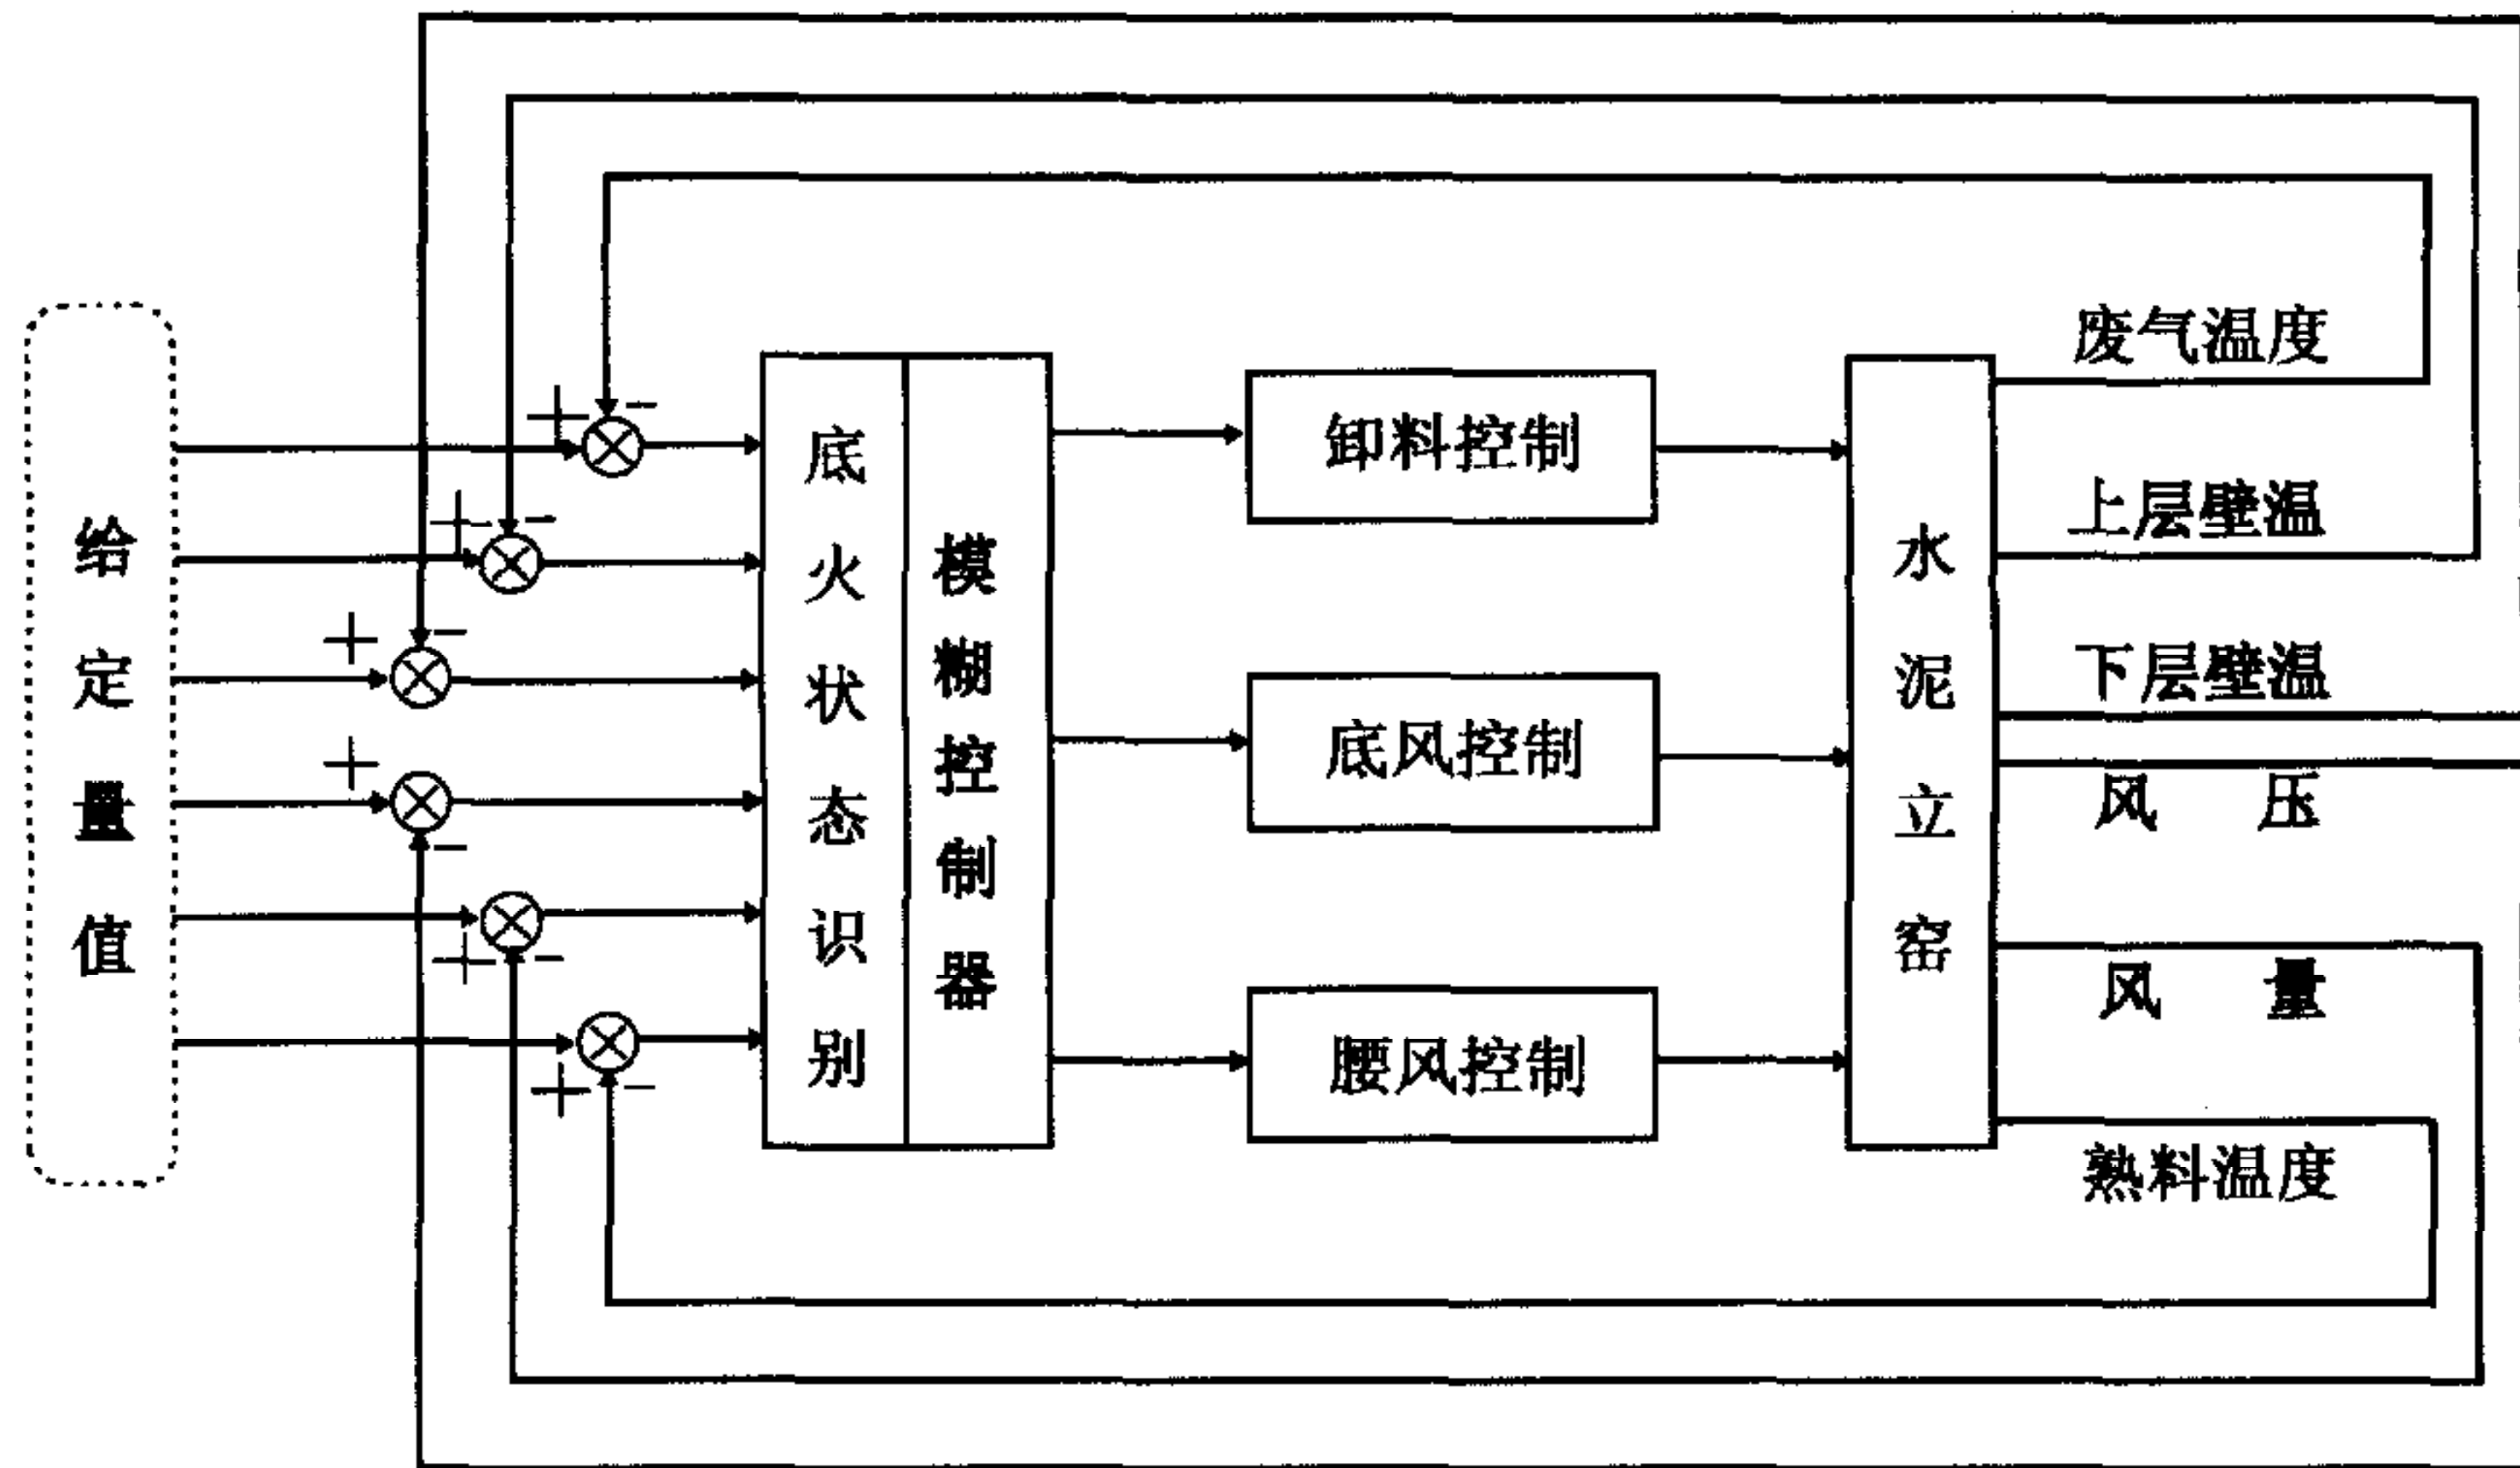 给定量值
底火状态识别
模糊控制器
卸料控制
底风控制
腰风控制
水泥立窑
废气温度
上层壁温
下层壁温
风 压
风 量
熟料温度
+
−
+
−
+
−
+
−
+
−
+
−